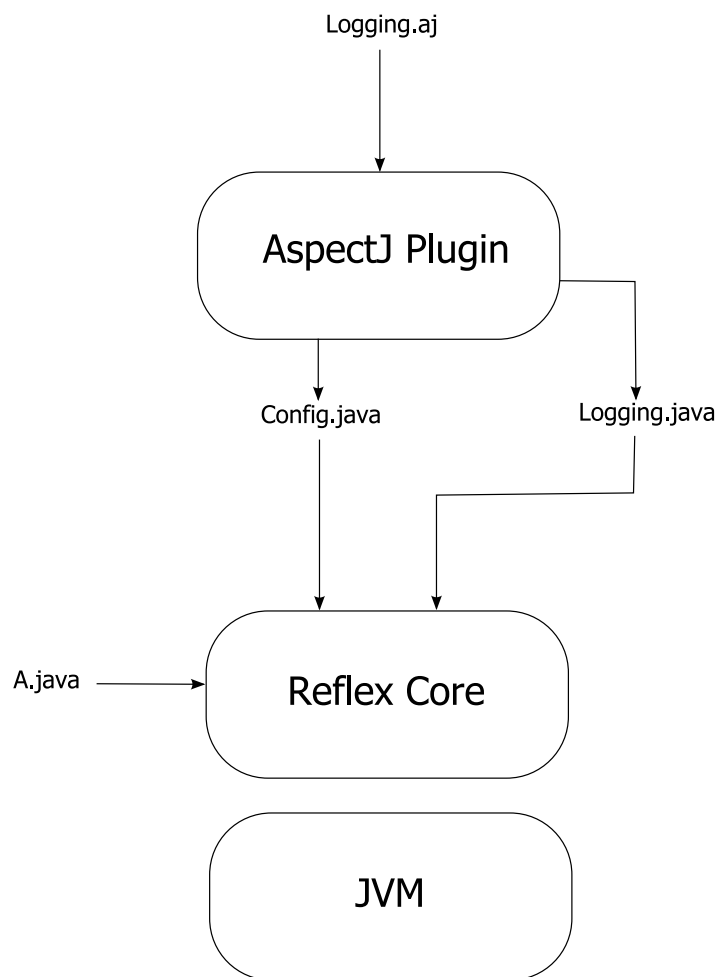 Logging.aj
AspectJ Plugin
Config.java
Logging.java
A.java
Reflex Core
JVM